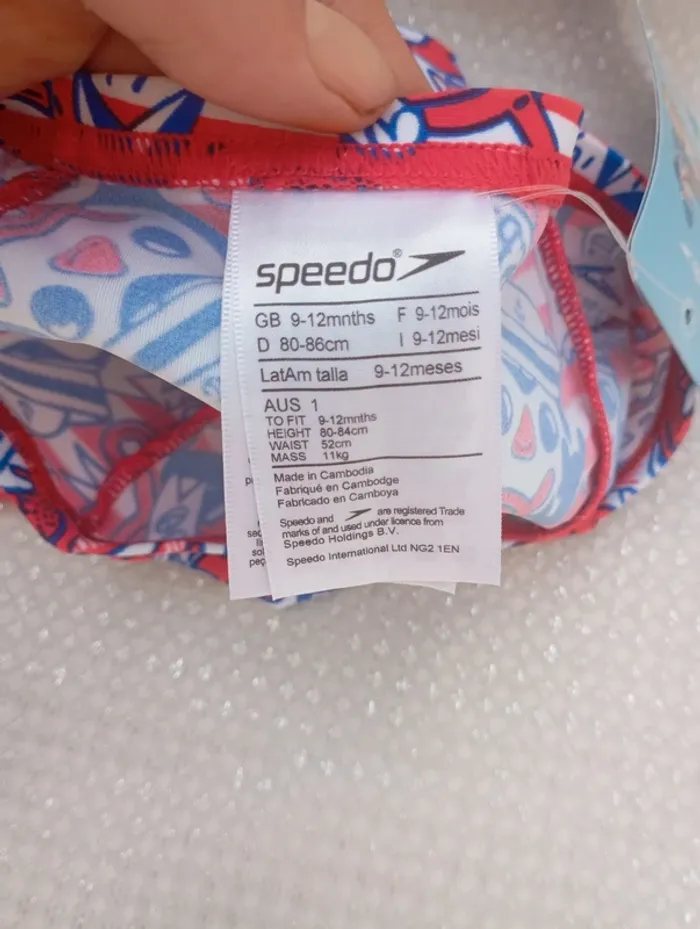 speedo®
GB 9-12mnths F 9-12mois
D 80-86cm I 9-12mesi
LatAm talla 9-12meses
AUS 1
TO FIT 9-12mnths
HEIGHT 80-84cm
WAIST 52cm
MASS 11kg
Made in Cambodia
Fabriqué en Cambodge
Fabricado en Camboya
Speedo and are registered Trade
marks of and used under licence from
Speedo Holdings B.V.
Speedo International Ltd NG2 1EN